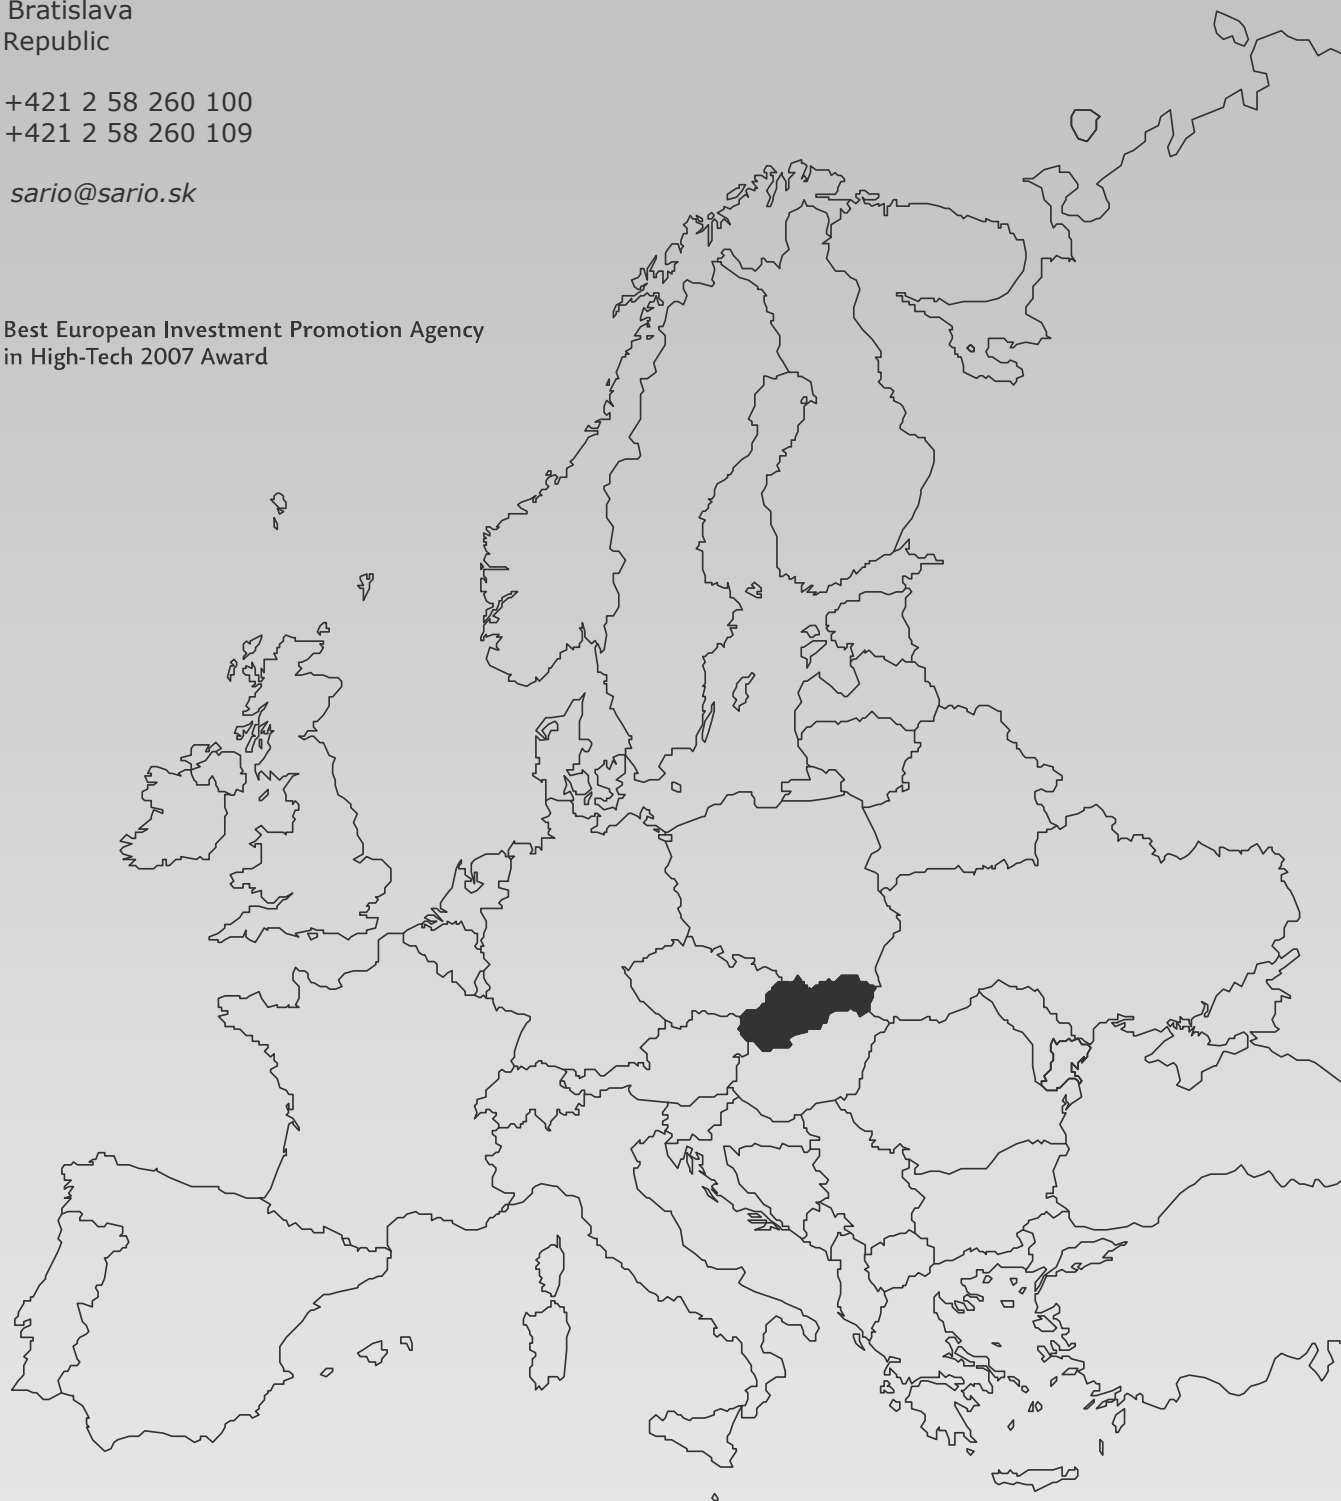 Bratislava
Republic
+421 2 58 260 100
+421 2 58 260 109
sario@sario.sk
Best European Investment Promotion Agency
in High-Tech 2007 Award